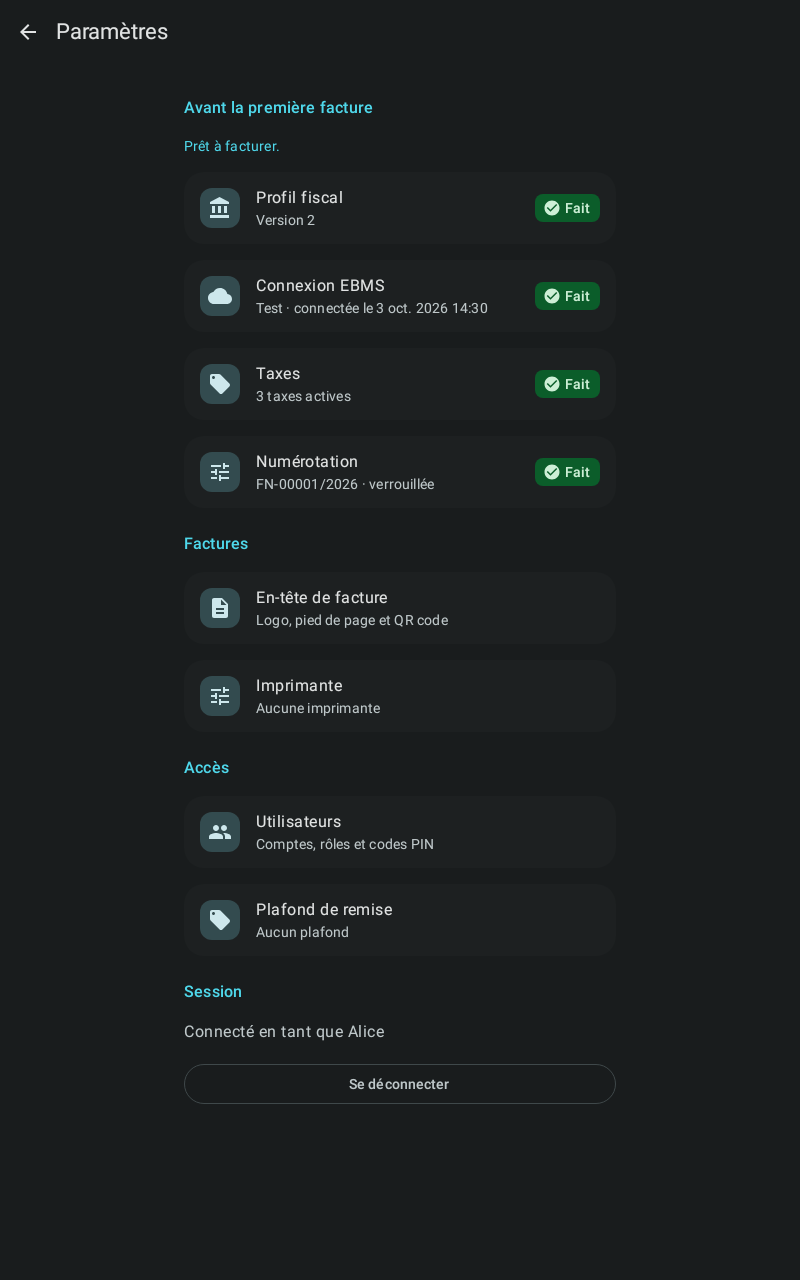 Paramètres
Avant la première facture
Prêt à facturer.
Profil fiscal
Version 2
Fait
Connexion EBMS
Test · connectée le 3 oct. 2026 14:30
Fait
Taxes
3 taxes actives
Fait
Numérotation
FN-00001/2026 · verrouillée
Fait
Factures
En-tête de facture
Logo, pied de page et QR code
Imprimante
Aucune imprimante
Accès
Utilisateurs
Comptes, rôles et codes PIN
Plafond de remise
Aucun plafond
Session
Connecté en tant que Alice
Se déconnecter